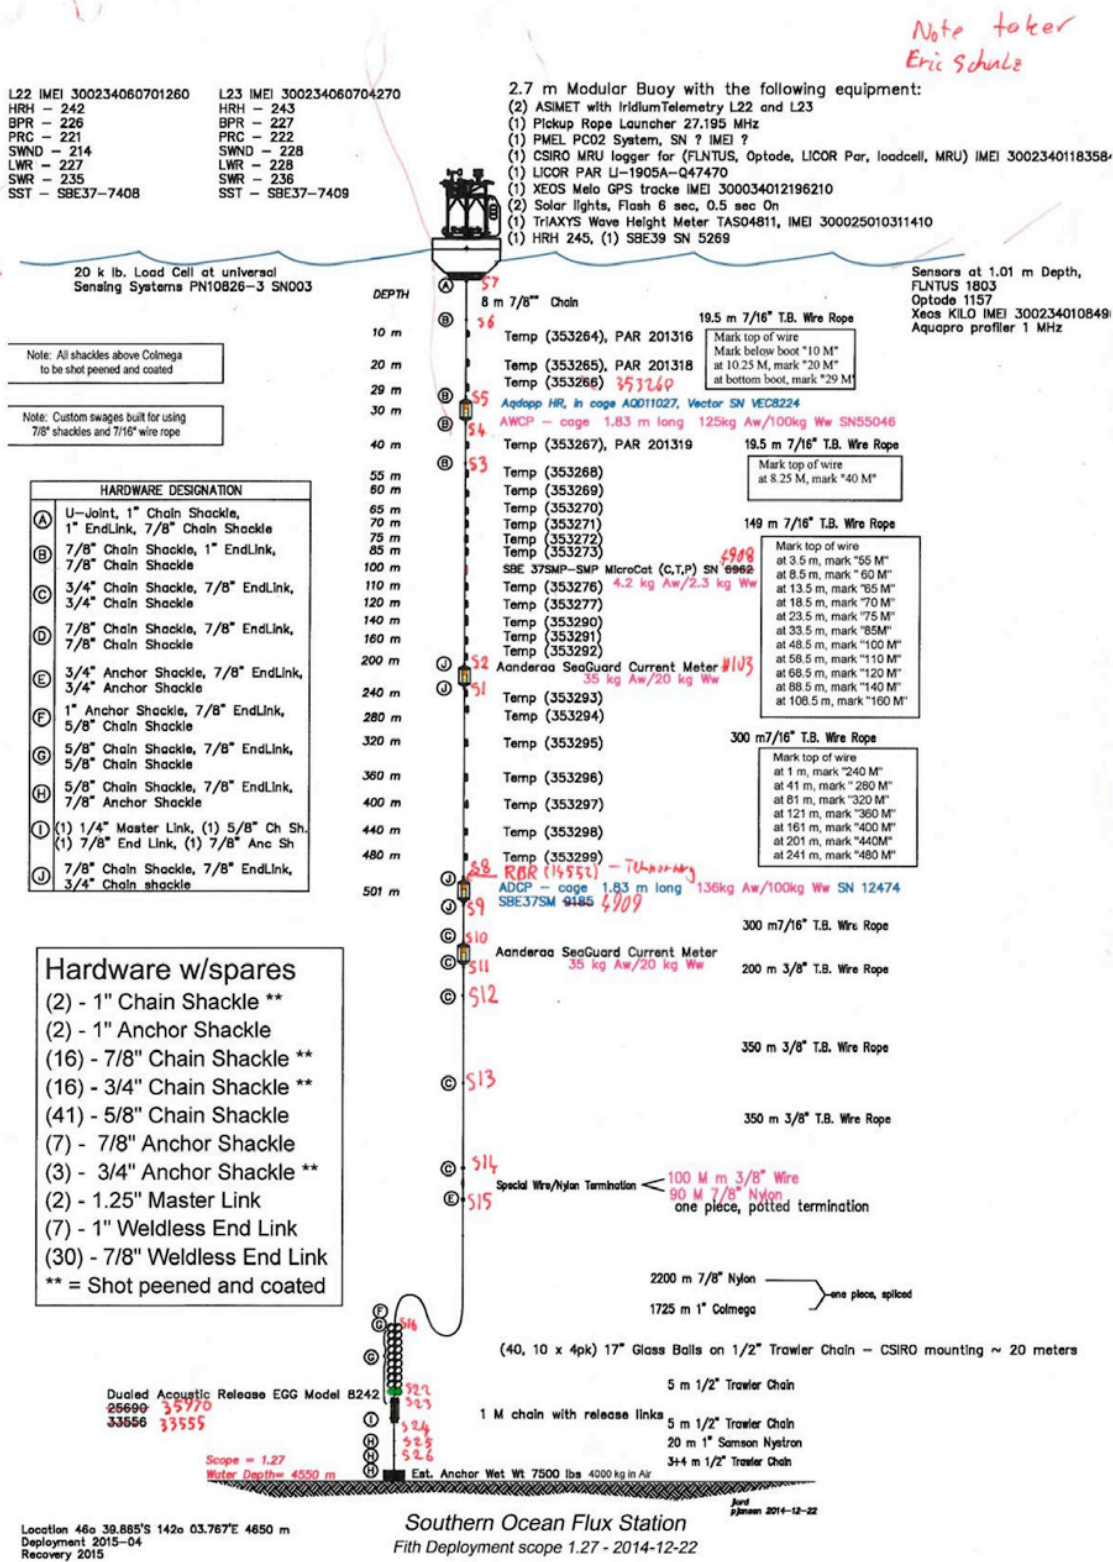 Note taker
Eric Schulz
L22 IMEI 300234060701260
HRH – 242
BPR – 226
PRC – 221
SWND – 214
LWR – 227
SWR – 235
SST – SBE37-7408
L23 IMEI 300234060704270
HRH – 243
BPR – 227
PRC – 222
SWND – 228
LWR – 228
SWR – 236
SST – SBE37-7409
2.7 m Modular Buoy with the following equipment:
(2) ASIMET with IridiumTelemetry L22 and L23
(1) Pickup Rope Launcher 27.195 MHz
(1) PMEL PCO2 System, SN ? IMEI ?
(1) CSIRO MRU logger for (FLNTUS, Optode, LICOR Par, loadcell, MRU) IMEI 3002340118358
(1) LICOR PAR LI-1905A-Q47470
(1) XEOS Melo GPS tracke IMEI 300034012196210
(2) Solar lights, Flash 6 sec, 0.5 sec On
(1) TriAXYS Wave Height Meter TAS04811, IMEI 300025010311410
(1) HRH 245, (1) SBE39 SN 5269
20 k lb. Load Cell at universal
Sensing Systems PN10826-3 SN003
Sensors at 1.01 m Depth,
FLNTUS 1803
Optode 1157
Xeos KILO IMEI 300234010849
Aquapro profiler 1 MHz
DEPTH
A S7
8 m 7/8"" Chain
B S6
19.5 m 7/16" T.B. Wire Rope
10 m Temp (353264), PAR 201316
20 m Temp (353265), PAR 201318
29 m Temp (353266) 353260
Mark top of wire
Mark below boot "10 M"
at 10.25 M, mark "20 M"
at bottom boot, mark "29 M"
Note: All shackles above Colmega
to be shot peened and coated
Note: Custom swages built for using
7/8" shackles and 7/16" wire rope
B S5
30 m Aqdopp HR, in cage AQD11027, Vector SN VEC8224
B S4
AWCP – cage 1.83 m long 125kg Aw/100kg Ww SN55046
40 m Temp (353267), PAR 201319
19.5 m 7/16" T.B. Wire Rope
B S3
Mark top of wire
at 8.25 M, mark "40 M"
55 m Temp (353268)
60 m Temp (353269)
65 m Temp (353270)
70 m Temp (353271)
75 m Temp (353272)
85 m Temp (353273)
100 m SBE 37SMP-SMP MicroCat (C,T,P) SN 6962 4908
4.2 kg Aw/2.3 kg Ww
110 m Temp (353276)
120 m Temp (353277)
140 m Temp (353290)
160 m Temp (353291)
Temp (353292)
149 m 7/16" T.B. Wire Rope
Mark top of wire
at 3.5 m, mark "55 M"
at 8.5 m, mark " 60 M"
at 13.5 m, mark "65 M"
at 18.5 m, mark "70 M"
at 23.5 m, mark "75 M"
at 33.5 m, mark "85M"
at 48.5 m, mark "100 M"
at 58.5 m, mark "110 M"
at 68.5 m, mark "120 M"
at 88.5 m, mark "140 M"
at 108.5 m, mark "160 M"
200 m
J S2
Aanderaa SeaGuard Current Meter #1103
35 kg Aw/20 kg Ww
J S1
240 m Temp (353293)
280 m Temp (353294)
320 m Temp (353295)
360 m Temp (353296)
400 m Temp (353297)
440 m Temp (353298)
480 m Temp (353299)
300 m7/16" T.B. Wire Rope
Mark top of wire
at 1 m, mark "240 M"
at 41 m, mark " 280 M"
at 81 m, mark "320 M"
at 121 m, mark "360 M"
at 161 m, mark "400 M"
at 201 m, mark "440M"
at 241 m, mark "480 M"
HARDWARE DESIGNATION
A U-Joint, 1" Chain Shackle,
1" EndLink, 7/8" Chain Shackle
B 7/8" Chain Shackle, 1" EndLink,
7/8" Chain Shackle
C 3/4" Chain Shackle, 7/8" EndLink,
3/4" Chain Shackle
D 7/8" Chain Shackle, 7/8" EndLink,
7/8" Chain Shackle
E 3/4" Anchor Shackle, 7/8" EndLink,
3/4" Anchor Shackle
F 1" Anchor Shackle, 7/8" EndLink,
5/8" Chain Shackle
G 5/8" Chain Shackle, 7/8" EndLink,
5/8" Chain Shackle
H 5/8" Chain Shackle, 7/8" EndLink,
7/8" Anchor Shackle
I (1) 1/4" Master Link, (1) 5/8" Ch Sh.
(1) 7/8" End Link, (1) 7/8" Anc Sh
J 7/8" Chain Shackle, 7/8" EndLink,
3/4" Chain shackle
J S8 RBR (14552) –
501 m ADCP – cage 1.83 m long 136kg Aw/100kg Ww SN 12474
J S9 SBE37SM 9185 4909
300 m7/16" T.B. Wire Rope
C S10
Aanderaa SeaGuard Current Meter
35 kg Aw/20 kg Ww
C S11
200 m 3/8" T.B. Wire Rope
C S12
350 m 3/8" T.B. Wire Rope
C S13
350 m 3/8" T.B. Wire Rope
C S14
Special Wire/Nylon Termination
100 M m 3/8" Wire
90 M 7/8" Nylon
one piece, potted termination
E S15
Hardware w/spares
(2) - 1" Chain Shackle **
(2) - 1" Anchor Shackle
(16) - 7/8" Chain Shackle **
(16) - 3/4" Chain Shackle **
(41) - 5/8" Chain Shackle
(7) - 7/8" Anchor Shackle
(3) - 3/4" Anchor Shackle **
(2) - 1.25" Master Link
(7) - 1" Weldless End Link
(30) - 7/8" Weldless End Link
** = Shot peened and coated
2200 m 7/8" Nylon
1725 m 1" Colmega
one piece, spliced
F
G S16
G
(40, 10 x 4pk) 17" Glass Balls on 1/2" Trawler Chain – CSIRO mounting ~ 20 meters
5 m 1/2" Trawler Chain
Dualed Acoustic Release EGG Model 8242
25690 35970
33556 33555
S22
S23
1 M chain with release links
I S24
5 m 1/2" Trawler Chain
H S25
20 m 1" Samson Nystron
H S26
3+4 m 1/2" Trawler Chain
H
Scope = 1.27
Water Depth= 4550 m
Est. Anchor Wet Wt 7500 lbs 4000 kg in Air
jlord
pjansen 2014-12-22
Location 46o 39.885'S 142o 03.767'E 4650 m
Deployment 2015-04
Recovery 2015
Southern Ocean Flux Station
Fith Deployment scope 1.27 - 2014-12-22